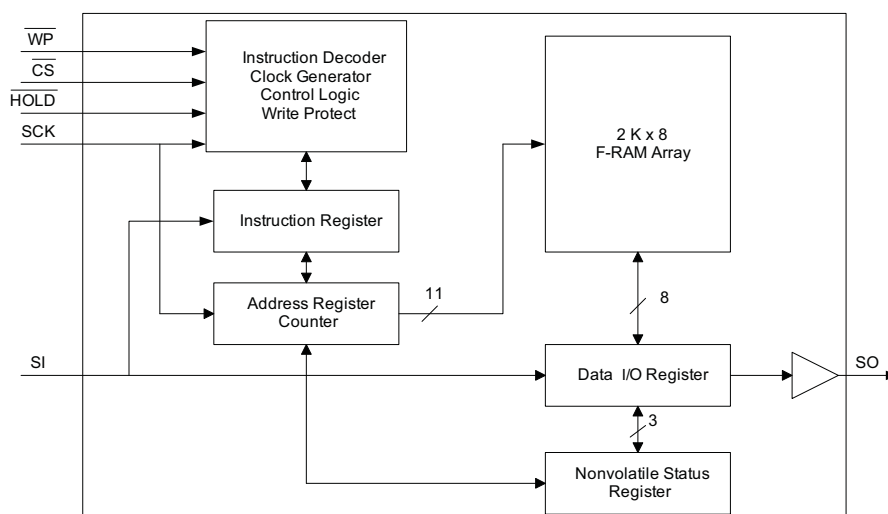 WP
CS
HOLD
SCK
Instruction Decoder
Clock Generator
Control Logic
Write Protect
2 K x 8
F-RAM Array
Instruction Register
Address Register
Counter
11
8
SI
Data I/O Register
SO
3
Nonvolatile Status
Register